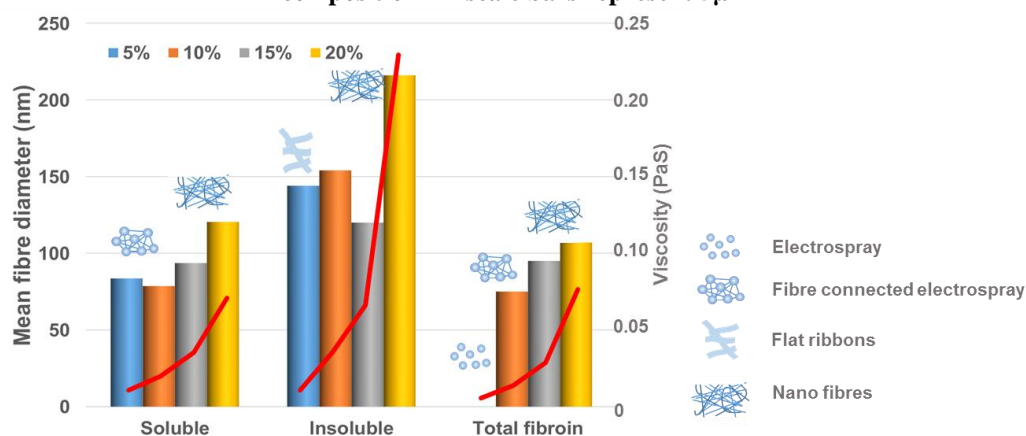 250
200
150
100
50
0
Mean fibre diameter (nm)
5% 10% 15% 20%
0.25
0.20
0.15
0.10
0.05
0
Viscosity (PaS)
Soluble Insoluble Total fibroin
Electrospray
Fibre connected electrospray
Flat ribbons
Nano fibres